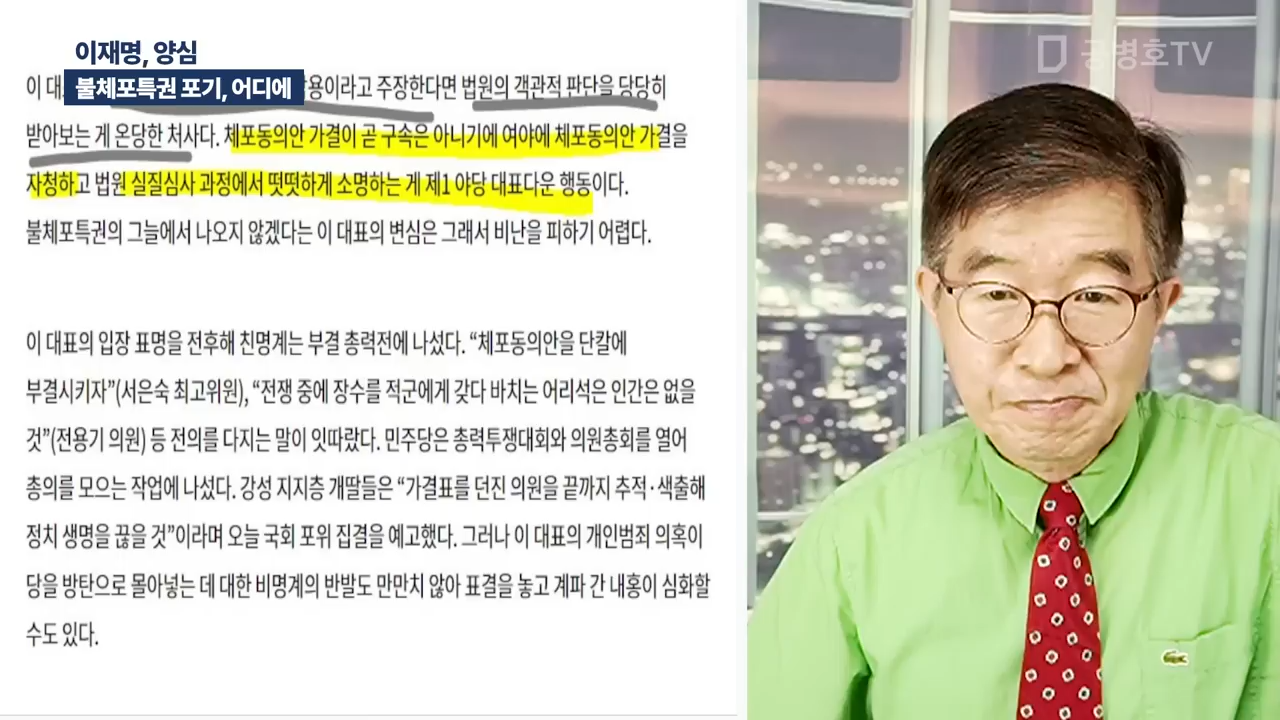 이재명, 양심
불체포특권 포기, 어디에
공병호TV
이 대 용이라고 주장한다면 법원의 객관적 판단을 당당히
받아보는 게 온당한 처사다. 체포동의안 가결이 곧 구속은 아니기에 여야에 체포동의안 가결을
자청하고 법원 실질심사 과정에서 떳떳하게 소명하는 게 제1 야당 대표다운 행동이다.
불체포특권의 그늘에서 나오지 않겠다는 이 대표의 변심은 그래서 비난을 피하기 어렵다.
이 대표의 입장 표명을 전후해 친명계는 부결 총력전에 나섰다. “체포동의안을 단칼에
부결시키자”(서은숙 최고위원), “전쟁 중에 장수를 적군에게 갖다 바치는 어리석은 인간은 없을
것”(전용기 의원) 등 전의를 다지는 말이 잇따랐다. 민주당은 총력투쟁대회와 의원총회를 열어
총의를 모으는 작업에 나섰다. 강성 지지층 개딸들은 “가결표를 던진 의원을 끝까지 추적·색출해
정치 생명을 끊을 것”이라며 오늘 국회 포위 집결을 예고했다. 그러나 이 대표의 개인범죄 의혹이
당을 방탄으로 몰아넣는 데 대한 비명계의 반발도 만만치 않아 표결을 놓고 계파 간 내홍이 심화할
수도 있다.